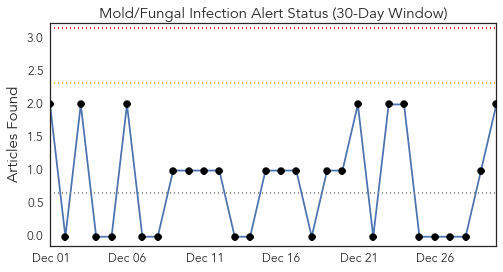 Mold/Fungal Infection Alert Status (30-Day Window)
Articles Found
3.0
2.5
2.0
1.5
1.0
0.5
0.0
Dec 01 Dec 06 Dec 11 Dec 16 Dec 21 Dec 26